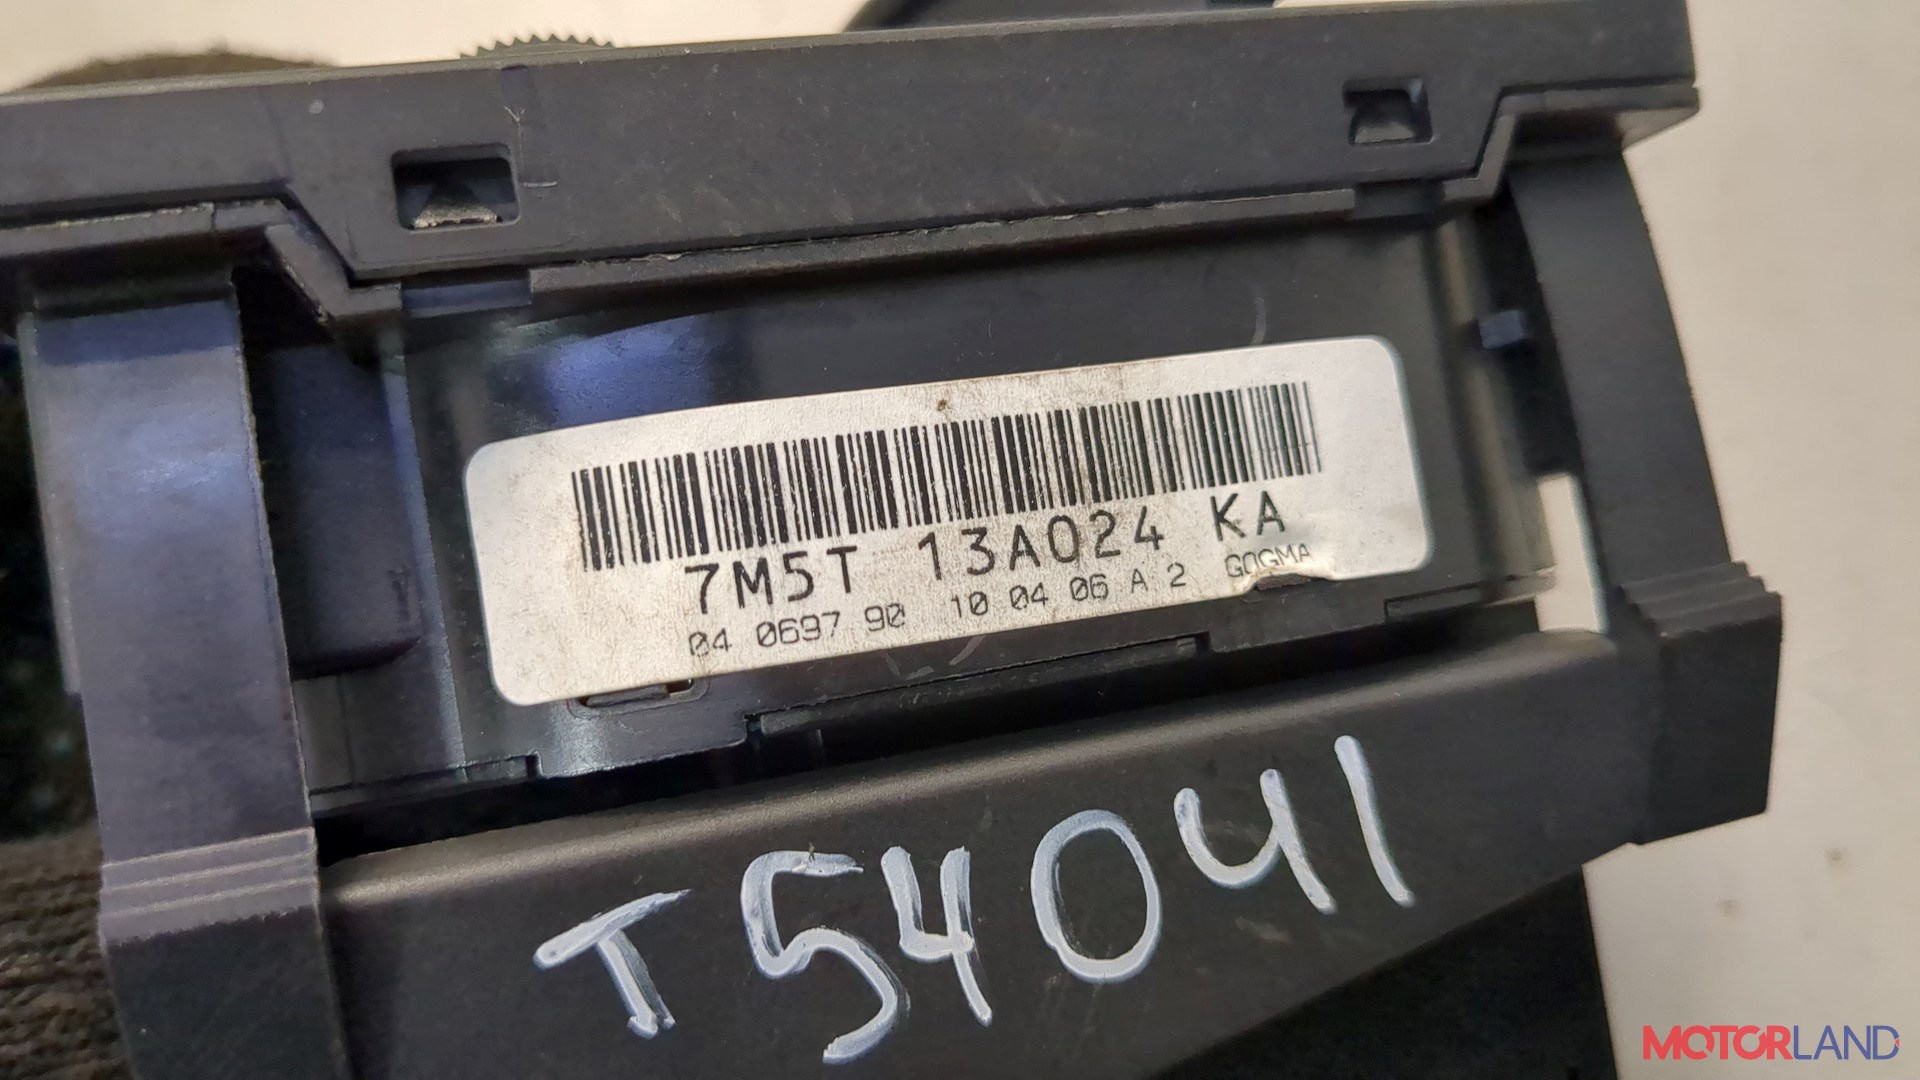 7M5T 13A024 KA
04 0697 90 10 04 06 A 2 GOGMA
T54041
MOTORLAND